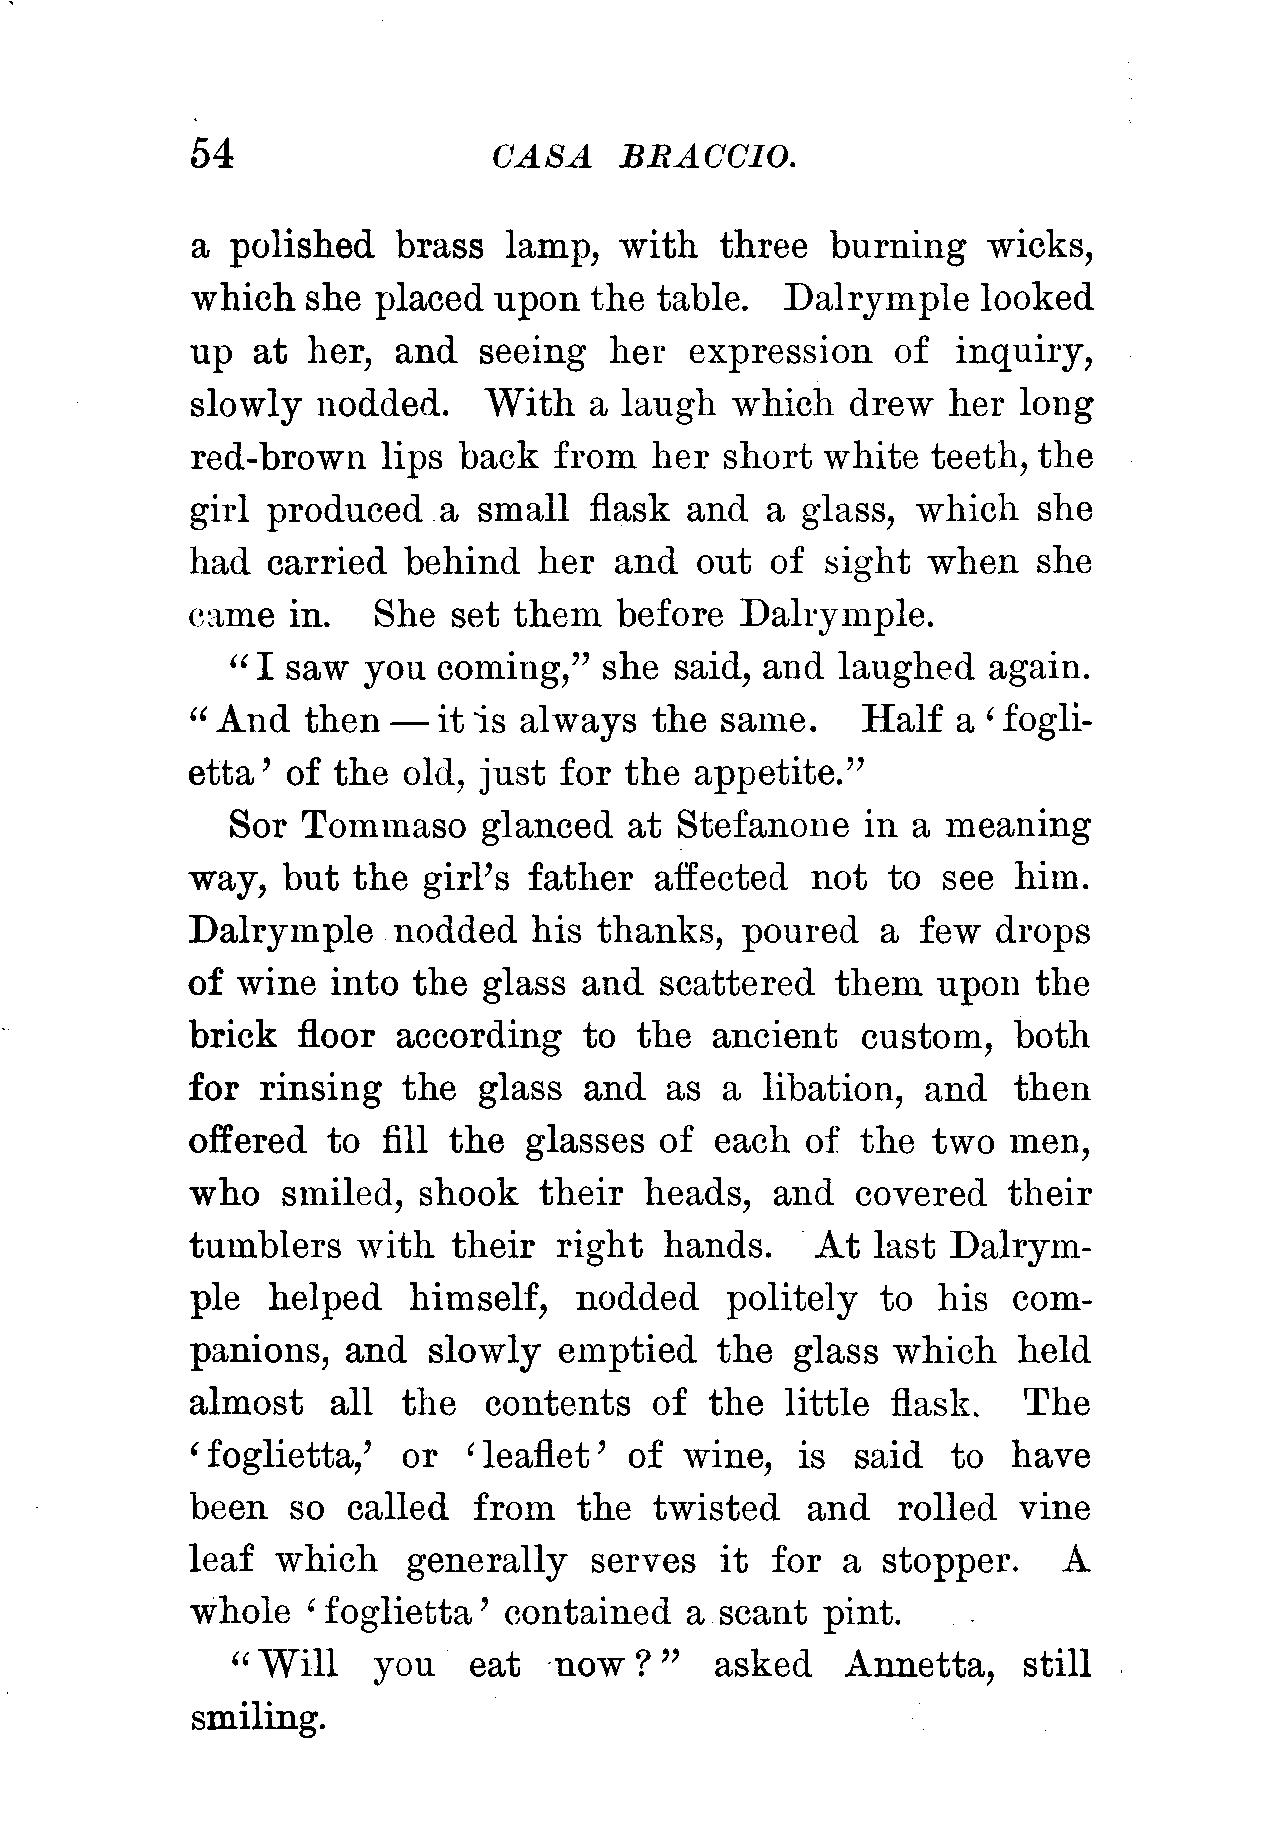 54 CASA BRACCIO.
a polished brass lamp, with three burning wicks,
which she placed upon the table. Dalrymple looked
up at her, and seeing her expression of inquiry,
slowly nodded. With a laugh which drew her long
red-brown lips back from her short white teeth, the
girl produced a small flask and a glass, which she
had carried behind her and out of sight when she
came in. She set them before Dalrymple.
“I saw you coming,” she said, and laughed again.
“And then — it is always the same. Half a ‘fogli-
etta’ of the old, just for the appetite.”
Sor Tommaso glanced at Stefanone in a meaning
way, but the girl’s father affected not to see him.
Dalrymple nodded his thanks, poured a few drops
of wine into the glass and scattered them upon the
brick floor according to the ancient custom, both
for rinsing the glass and as a libation, and then
offered to fill the glasses of each of the two men,
who smiled, shook their heads, and covered their
tumblers with their right hands. At last Dalrym-
ple helped himself, nodded politely to his com-
panions, and slowly emptied the glass which held
almost all the contents of the little flask. The
‘foglietta,’ or ‘leaflet’ of wine, is said to have
been so called from the twisted and rolled vine
leaf which generally serves it for a stopper. A
whole ‘foglietta’ contained a scant pint.
“Will you eat now?” asked Annetta, still
smiling.